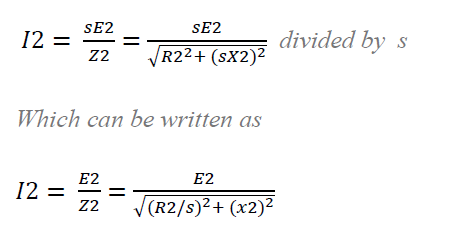 I2 = sE2/Z2 = sE2/√R2²+ (sX2)² divided by s
Which can be written as
I2 = E2/Z2 = E2/√(R2/s)²+ (x2)²